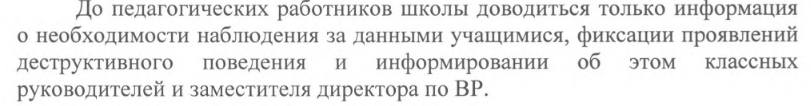 До педагогических работников школы доводиться только информация
о необходимости наблюдения за данными учащимися, фиксации проявлений
деструктивного поведения и информировании об этом классных
руководителей и заместителя директора по ВР.